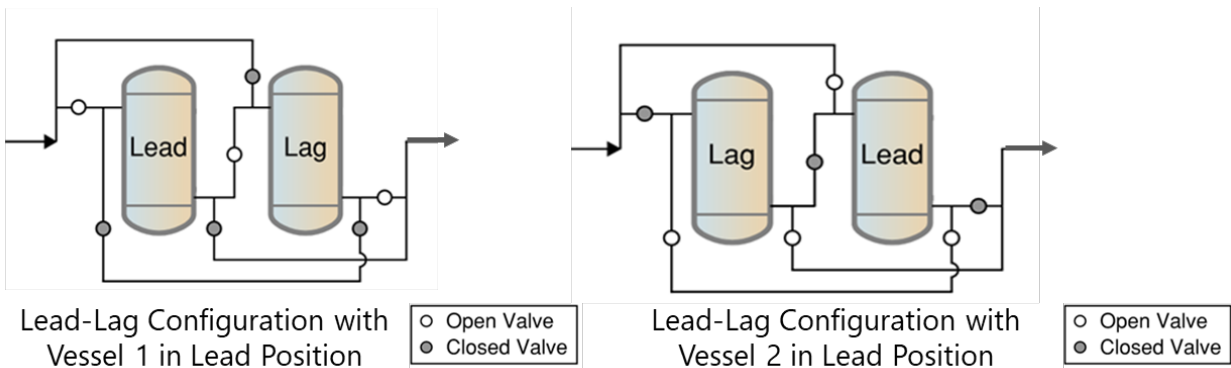 Lead
Lag
Lag
Lead
Lead-Lag Configuration with
Vessel 1 in Lead Position
Open Valve
Closed Valve
Lead-Lag Configuration with
Vessel 2 in Lead Position
Open Valve
Closed Valve